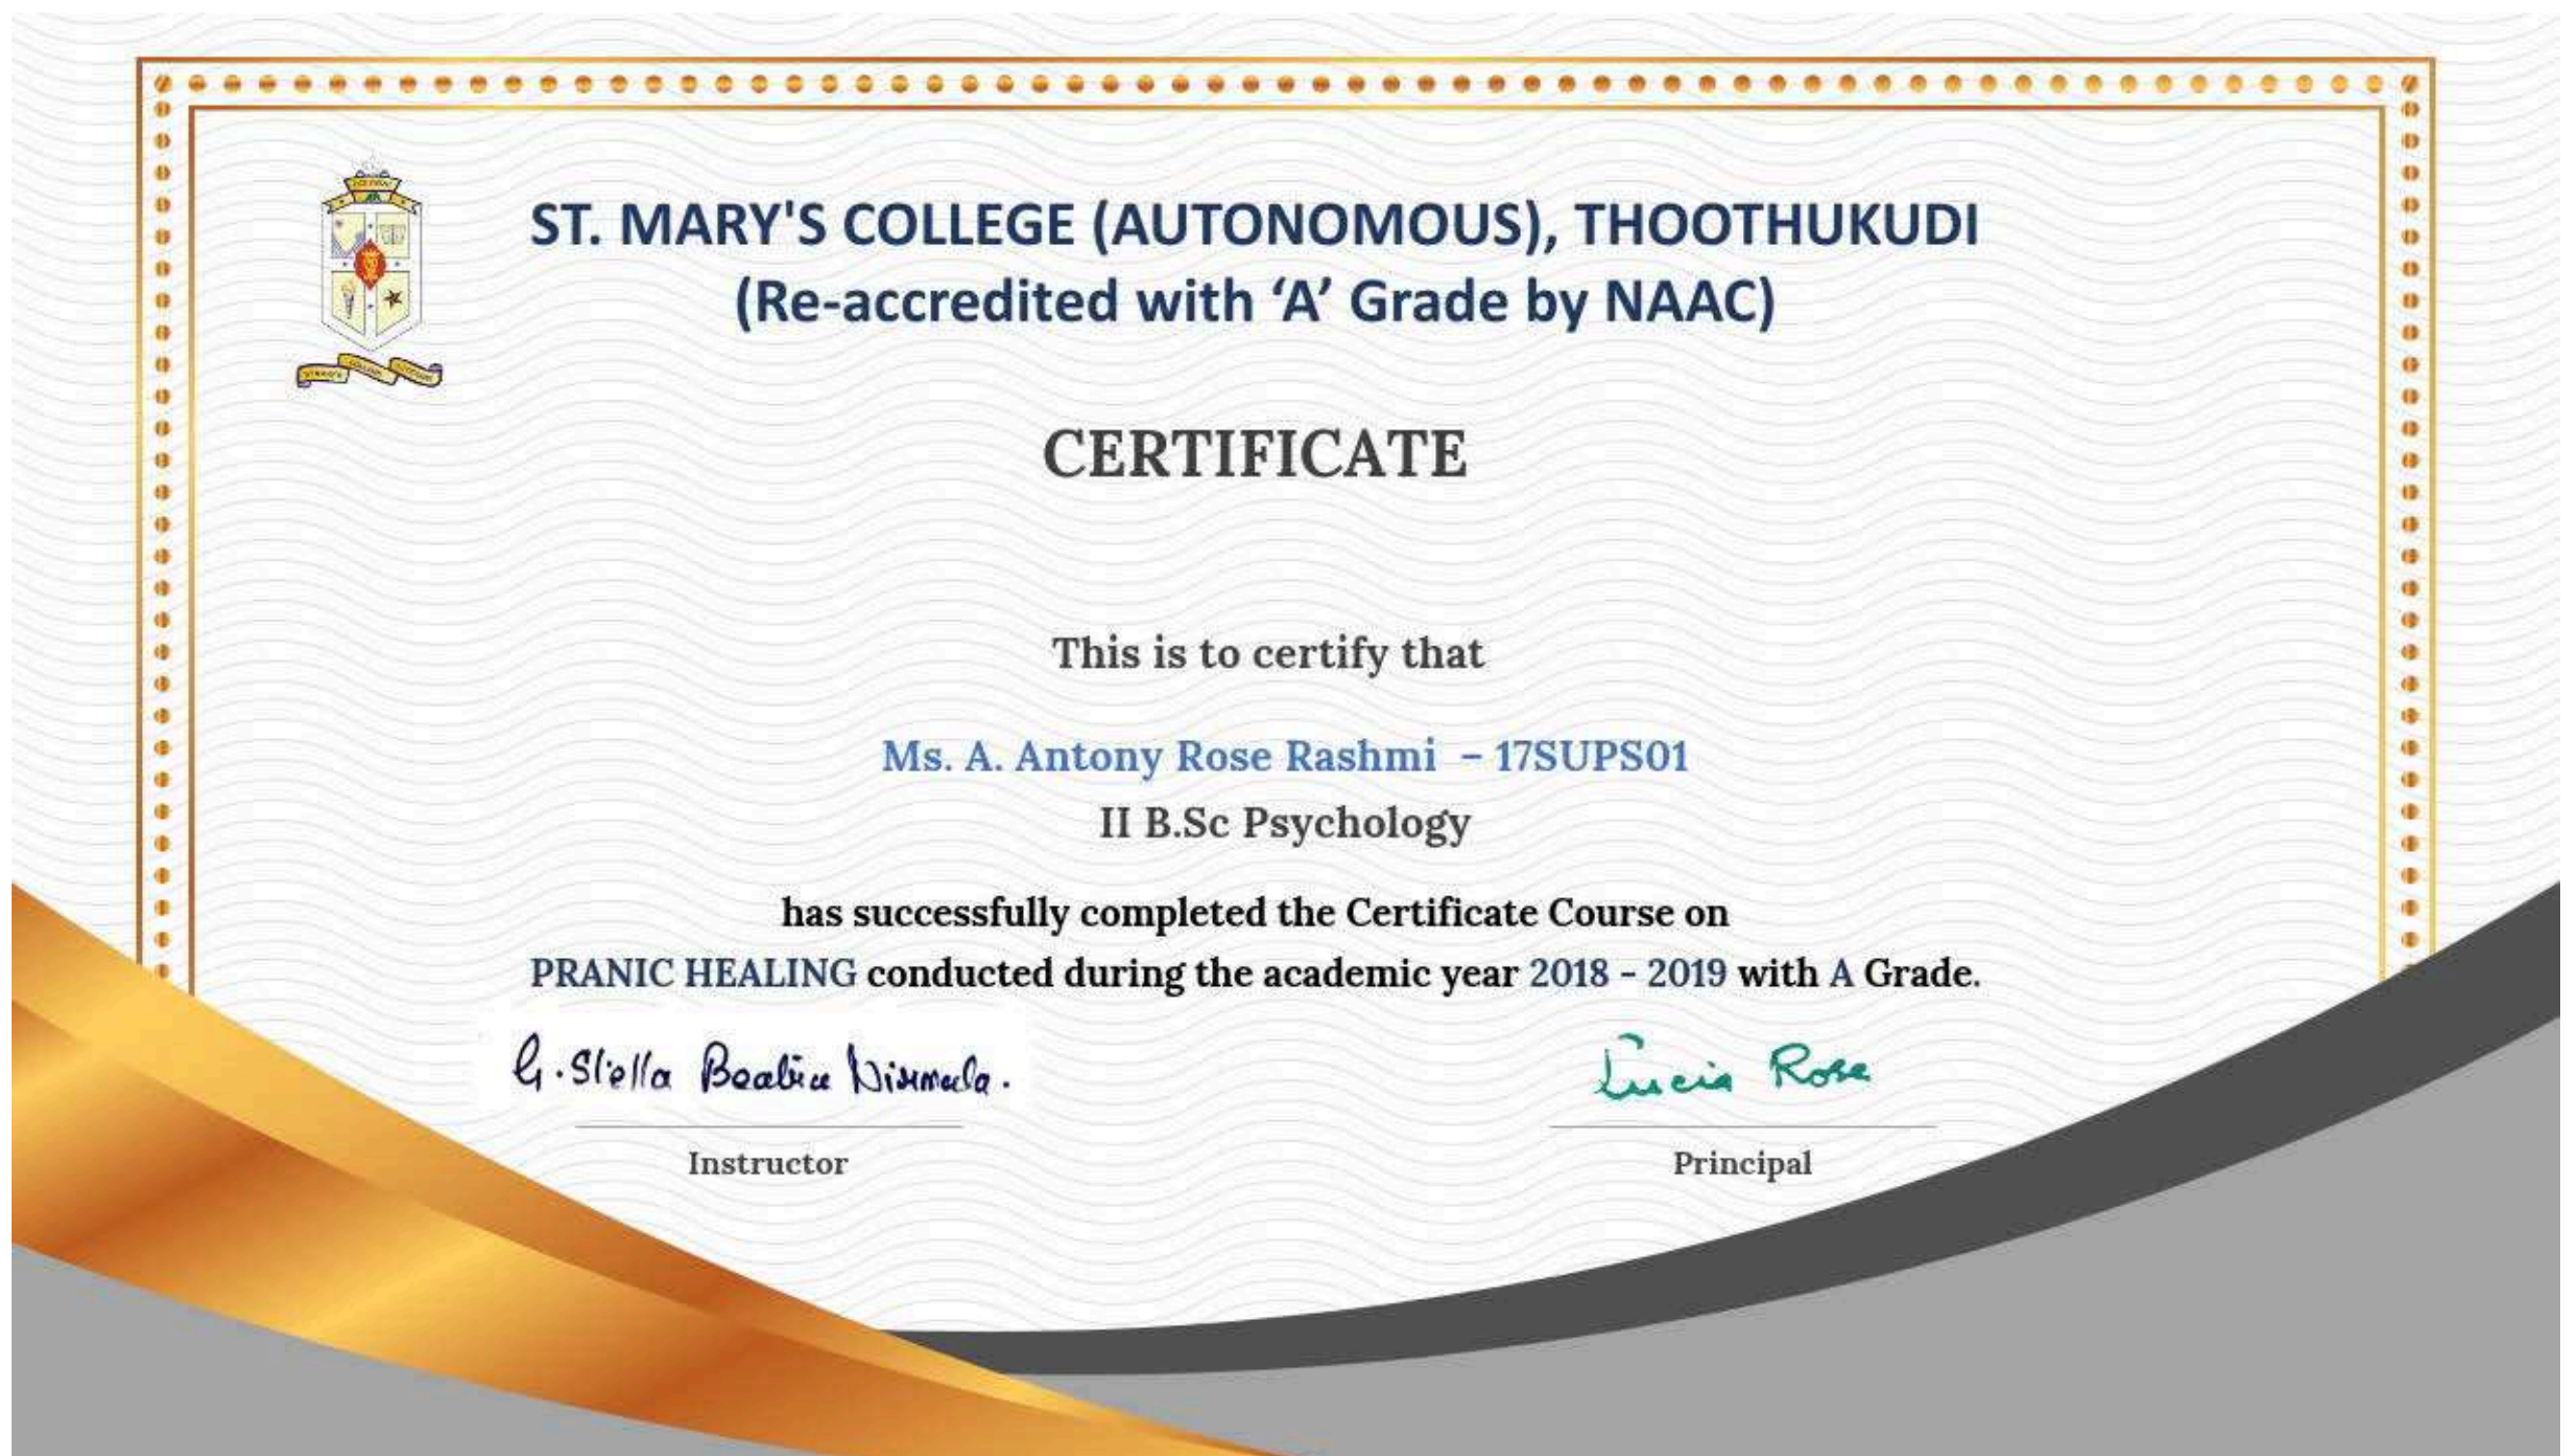 ST. MARY'S COLLEGE (AUTONOMOUS), THOOTHUKUDI
(Re-accredited with ‘A’ Grade by NAAC)
CERTIFICATE
This is to certify that
Ms. A. Antony Rose Rashmi – 17SUPS01
II B.Sc Psychology
has successfully completed the Certificate Course on
PRANIC HEALING conducted during the academic year 2018 - 2019 with A Grade.
G. Stella Beatrice Nirmala.
Lucia Rose
Instructor
Principal